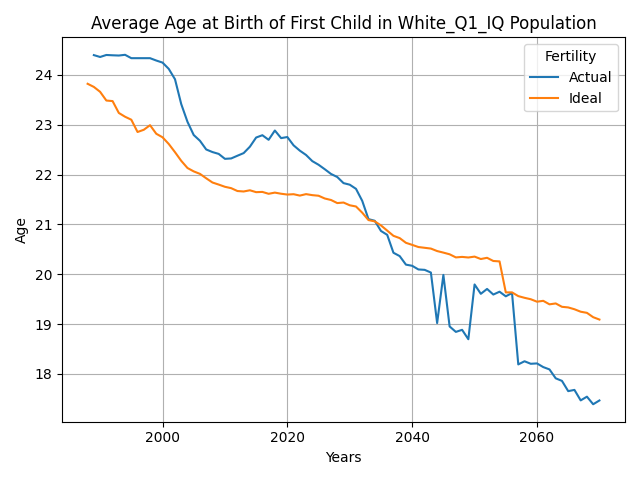 Average Age at Birth of First Child in White_Q1_IQ Population
Fertility
Actual
Ideal
Age
24
23
22
21
20
19
18
2000
2020
2040
2060
Years